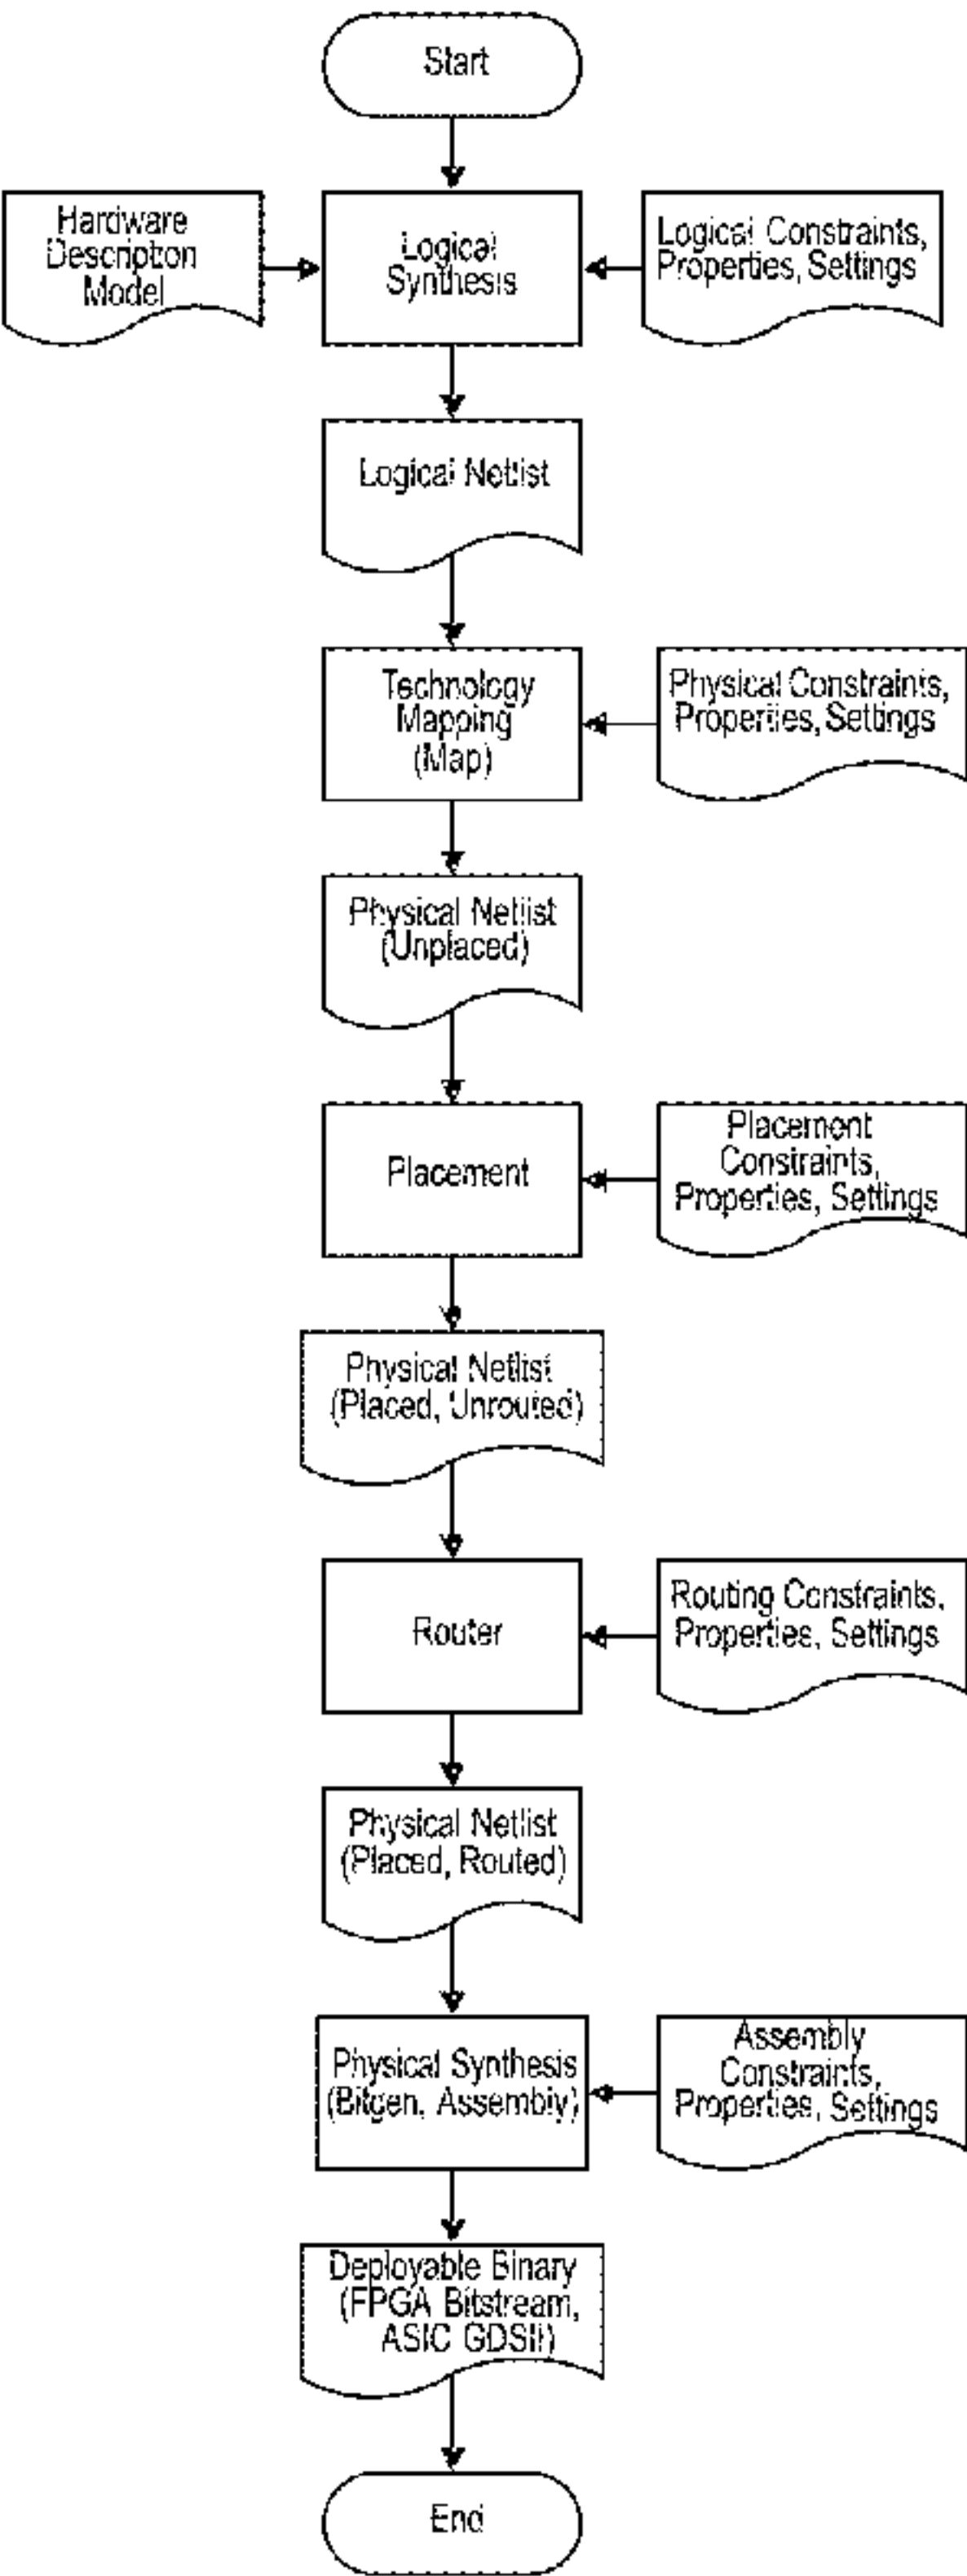 Start
Hardware
Description
Model
Logical
Synthesis
Logical Constraints,
Properties, Settings
Logical Netlist
Technology
Mapping
(Map)
Physical Constraints,
Properties, Settings
Physical Netlist
(Unplaced)
Placement
Placement
Constraints,
Properties, Settings
Physical Netlist
(Placed, Unrouted)
Router
Routing Constraints,
Properties, Settings
Physical Netlist
(Placed, Routed)
Physical Synthesis
(Bitgen, Assembly)
Assembly
Constraints,
Properties, Settings
Deployable Binary
(FPGA Bitstream,
ASIC GDSII)
End